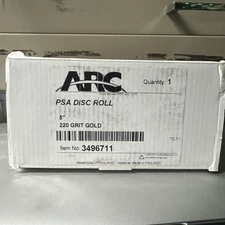 ARC
Quantity: 1
PSA DISC ROLL
5"
220 GRIT GOLD
Item No: 3496711